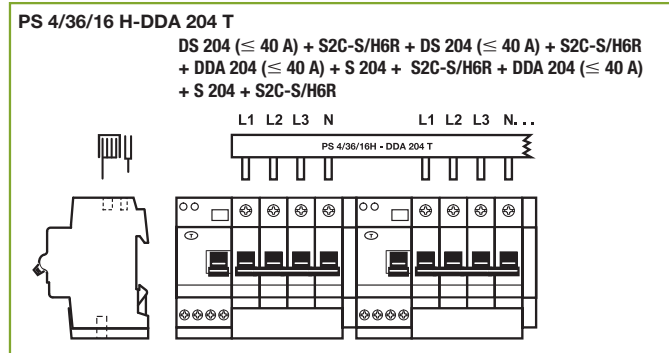 PS 4/36/16 H-DDA 204 T
DS 204 (≤ 40 A) + S2C-S/H6R + DS 204 (≤ 40 A) + S2C-S/H6R
+ DDA 204 (≤ 40 A) + S 204 + S2C-S/H6R + DDA 204 (≤ 40 A)
+ S 204 + S2C-S/H6R
L1 L2 L3 N L1 L2 L3 N...
PS 4/36/16H - DDA 204 T
T T